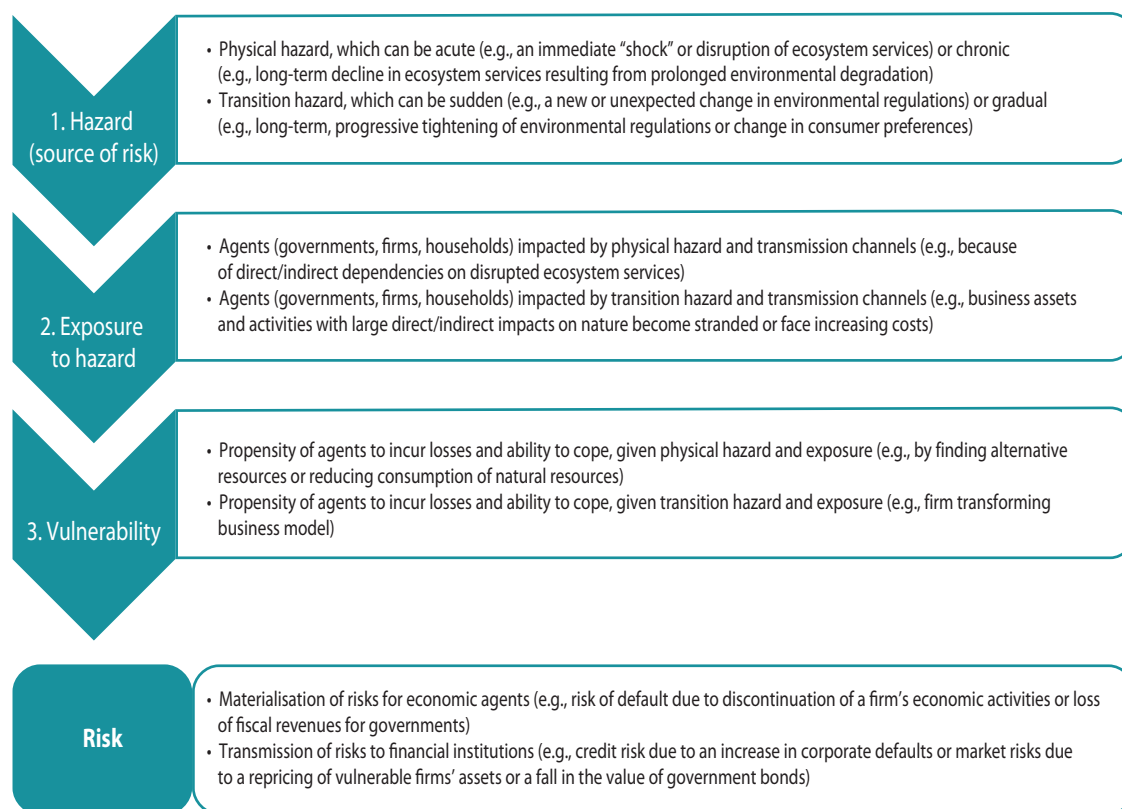 1. Hazard
(source of risk)
• Physical hazard, which can be acute (e.g., an immediate “shock” or disruption of ecosystem services) or chronic
(e.g., long-term decline in ecosystem services resulting from prolonged environmental degradation)
• Transition hazard, which can be sudden (e.g., a new or unexpected change in environmental regulations) or gradual
(e.g., long-term, progressive tightening of environmental regulations or change in consumer preferences)
2. Exposure
to hazard
• Agents (governments, firms, households) impacted by physical hazard and transmission channels (e.g., because
of direct/indirect dependencies on disrupted ecosystem services)
• Agents (governments, firms, households) impacted by transition hazard and transmission channels (e.g., business assets
and activities with large direct/indirect impacts on nature become stranded or face increasing costs)
3. Vulnerability
• Propensity of agents to incur losses and ability to cope, given physical hazard and exposure (e.g., by finding alternative
resources or reducing consumption of natural resources)
• Propensity of agents to incur losses and ability to cope, given transition hazard and exposure (e.g., firm transforming
business model)
Risk
• Materialisation of risks for economic agents (e.g., risk of default due to discontinuation of a firm’s economic activities or loss
of fiscal revenues for governments)
• Transmission of risks to financial institutions (e.g., credit risk due to an increase in corporate defaults or market risks due
to a repricing of vulnerable firms’ assets or a fall in the value of government bonds)